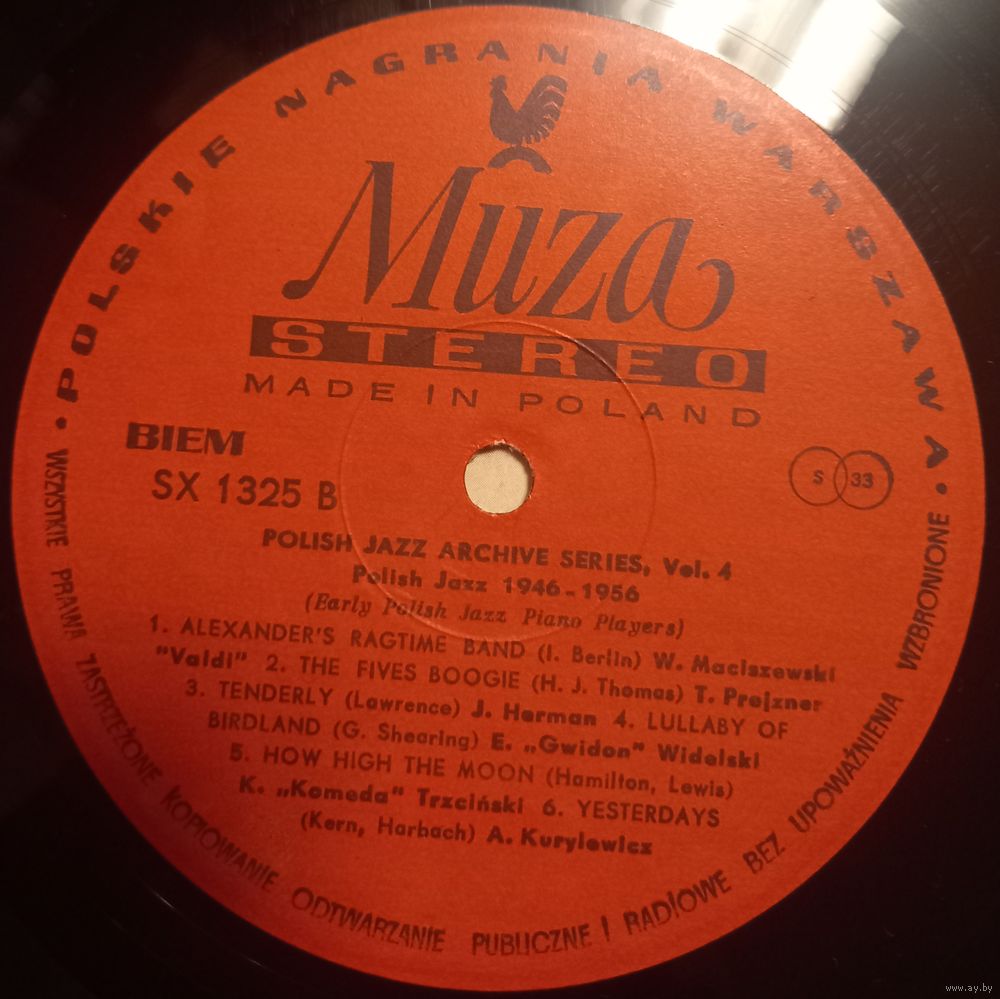 POLSKIE NAGRANIA WARSZAWA
Muza
STEREO
MADE IN POLAND
BIEM
SX 1325 B
S 33
POLISH JAZZ ARCHIVE SERIES, Vol. 4
Polish Jazz 1946-1956
(Early Polish Jazz Piano Players)
1. ALEXANDER'S RAGTIME BAND (I. Berlin) W. Maciszewski
"Valdi" 2. THE FIVES BOOGIE (H. J. Thomas) T. Prejzner
3. TENDERLY (Lawrence) J. Herman 4. LULLABY OF
BIRDLAND (G. Shearing) E. „Gwidon" Widelski
5. HOW HIGH THE MOON (Hamilton, Lewis)
K. „Komeda" Trzciński 6. YESTERDAYS
(Kern, Harbach) A. Kurylewicz
• WSZYSTKIE PRAWA ZASTRZEŻONE KOPIOWANIE ODTWARZANIE PUBLICZNE I RADIOWE BEZ UPOWAŻNIENIA WZBRONIONE •
www.ay.by